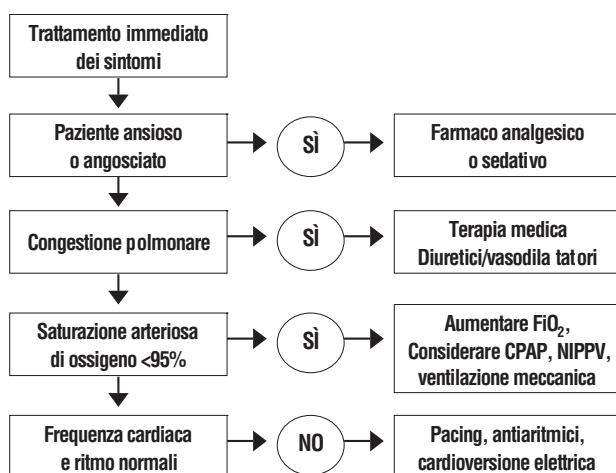 Trattamento immediato
dei sintomi
Paziente ansioso
o angosciato
SÌ
Farmaco analgesico
o sedativo
Congestione polmonare
SÌ
Terapia medica
Diuretici/vasodila tatori
Saturazione arteriosa
di ossigeno <95%
SÌ
Aumentare FiO₂,
Considerare CPAP, NIPPV,
ventilazione meccanica
Frequenza cardiaca
e ritmo normali
NO
Pacing, antiaritmici,
cardioversione elettrica